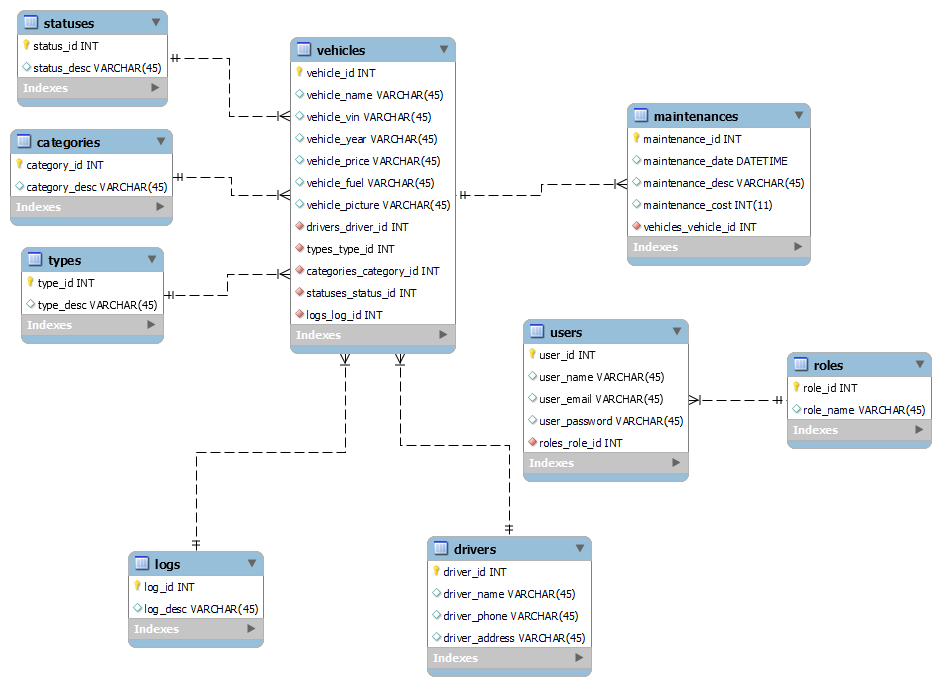 statuses
status_id INT
status_desc VARCHAR(45)
Indexes
categories
category_id INT
category_desc VARCHAR(45)
Indexes
types
type_id INT
type_desc VARCHAR(45)
Indexes
vehicles
vehicle_id INT
vehicle_name VARCHAR(45)
vehicle_vin VARCHAR(45)
vehicle_year VARCHAR(45)
vehicle_price VARCHAR(45)
vehicle_fuel VARCHAR(45)
vehicle_picture VARCHAR(45)
drivers_driver_id INT
types_type_id INT
categories_category_id INT
statuses_status_id INT
logs_log_id INT
Indexes
maintenances
maintenance_id INT
maintenance_date DATETIME
maintenance_desc VARCHAR(45)
maintenance_cost INT(11)
vehicles_vehicle_id INT
Indexes
users
user_id INT
user_name VARCHAR(45)
user_email VARCHAR(45)
user_password VARCHAR(45)
roles_role_id INT
Indexes
roles
role_id INT
role_name VARCHAR(45)
Indexes
logs
log_id INT
log_desc VARCHAR(45)
Indexes
drivers
driver_id INT
driver_name VARCHAR(45)
driver_phone VARCHAR(45)
driver_address VARCHAR(45)
Indexes